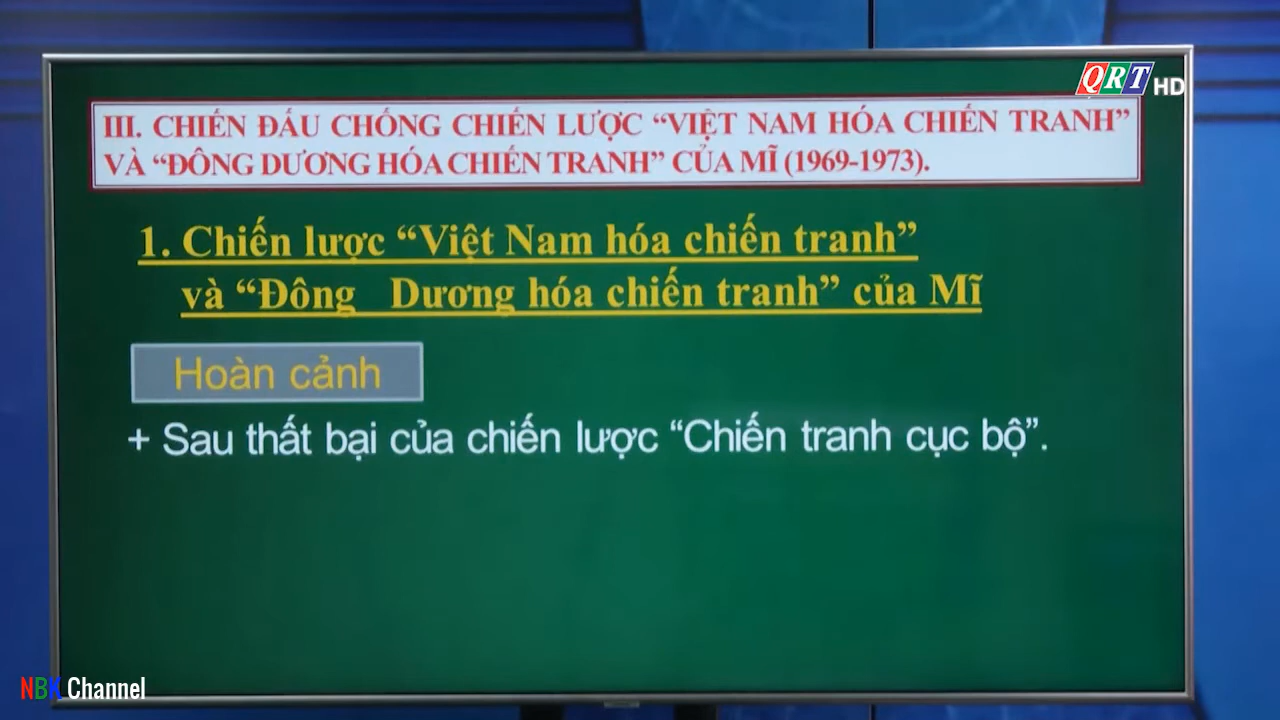 QRT HD
III. CHIẾN ĐẤU CHỐNG CHIẾN LƯỢC “VIỆT NAM HÓA CHIẾN TRANH”
VÀ “ĐÔNG DƯƠNG HÓA CHIẾN TRANH” CỦA MĨ (1969-1973).
1. Chiến lược “Việt Nam hóa chiến tranh”
và “Đông Dương hóa chiến tranh” của Mĩ
Hoàn cảnh
+ Sau thất bại của chiến lược “Chiến tranh cục bộ”.
NBK Channel